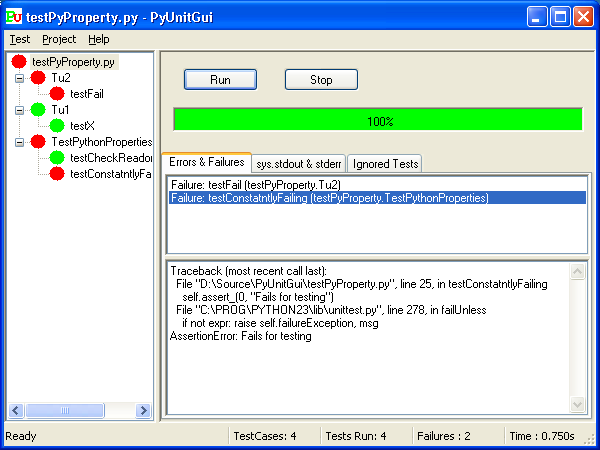 PU testPyProperty.py - PyUnitGui
Test Project Help
testPyProperty.py
Tu2
testFail
Tu1
testX
TestPythonProperties
testCheckReador
testConstatntlyFa
Run Stop
100%
Errors & Failures sys.stdout & stderr Ignored Tests
Failure: testFail (testPyProperty.Tu2)
Failure: testConstatntlyFailing (testPyProperty.TestPythonProperties)
Traceback (most recent call last):
File "D:\Source\PyUnitGui\testPyProperty.py", line 25, in testConstatntlyFailing
self.assert_(0, "Fails for testing")
File "C:\PROG\PYTHON23\lib\unittest.py", line 278, in failUnless
if not expr: raise self.failureException, msg
AssertionError: Fails for testing
Ready TestCases: 4 Tests Run: 4 Failures : 2 Time : 0.750s